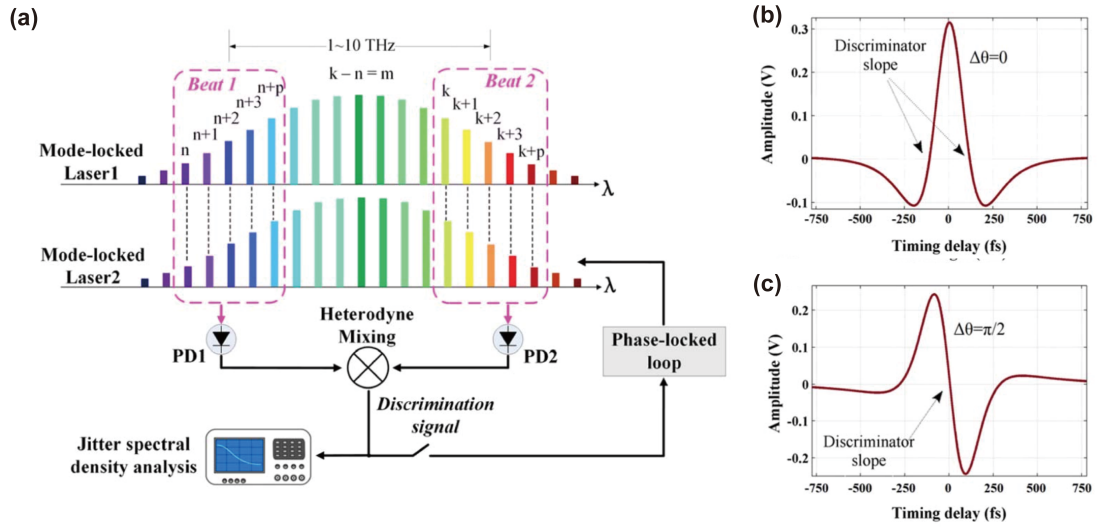 (a)
1~10 THz
k − n = m
Beat 1
Beat 2
n
n+1
n+2
n+3
n+p
k
k+1
k+2
k+3
k+p
Mode-locked
Laser1
λ
Mode-locked
Laser2
λ
PD1
Heterodyne
Mixing
PD2
Phase-locked
loop
Discrimination
signal
Jitter spectral
density analysis
(b)
Amplitude (V)
0.3
0.2
0.1
0
-0.1
Discriminator
slope
Δθ=0
-750
-500
-250
0
250
500
750
Timing delay (fs)
(c)
Amplitude (V)
0.2
0.1
0
-0.1
-0.2
Δθ=π/2
Discriminator
slope
-750
-500
-250
0
250
500
750
Timing delay (fs)